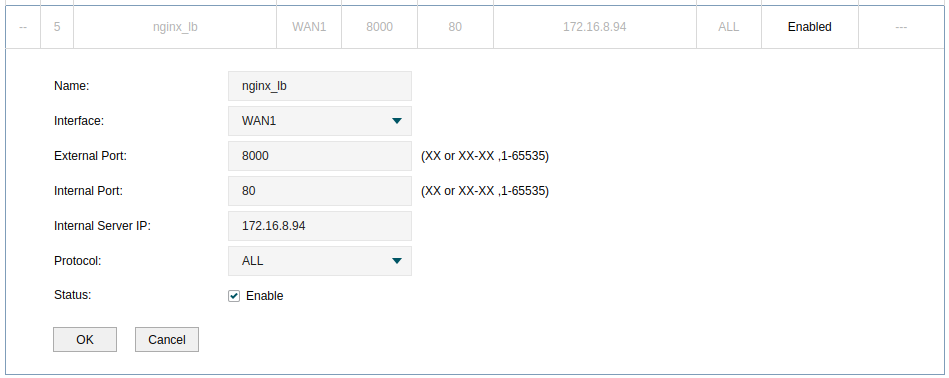 -- 5 nginx_lb WAN1 8000 80 172.16.8.94 ALL Enabled ---
Name: nginx_lb
Interface: WAN1
External Port: 8000 (XX or XX-XX ,1-65535)
Internal Port: 80 (XX or XX-XX ,1-65535)
Internal Server IP: 172.16.8.94
Protocol: ALL
Status: Enable
OK Cancel